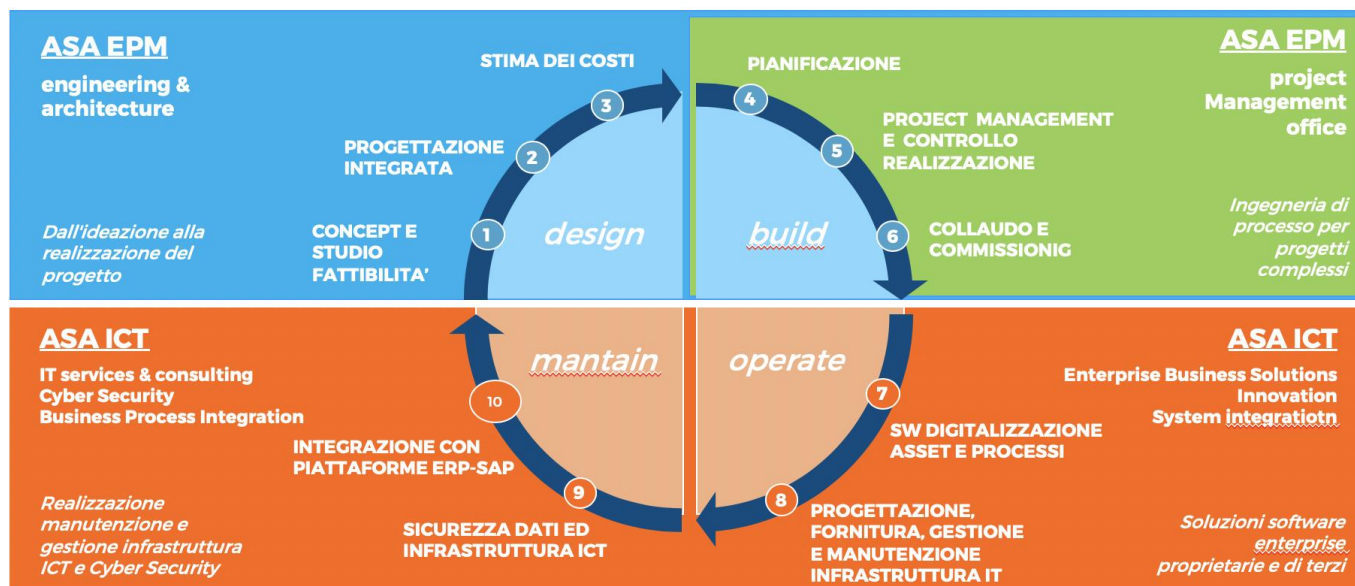 ASA EPM
engineering &
architecture
Dall'ideazione alla
realizzazione del
progetto
STIMA DEI COSTI
3
PROGETTAZIONE
INTEGRATA
2
CONCEPT E
STUDIO
FATTIBILITA’
1
design
ASA EPM
project
Management
office
Ingegneria di
processo per
progetti
complessi
PIANIFICAZIONE
4
PROJECT MANAGEMENT
E CONTROLLO
REALIZZAZIONE
5
COLLAUDO E
COMMISSIONIG
6
build
ASA ICT
IT services & consulting
Cyber Security
Business Process Integration
Realizzazione
manutenzione e
gestione infrastruttura
ICT e Cyber Security
mantain
10
INTEGRAZIONE CON
PIATTAFORME ERP-SAP
9
SICUREZZA DATI ED
INFRASTRUTTURA ICT
operate
ASA ICT
Enterprise Business Solutions
Innovation
System integratiotn
7
SW DIGITALIZZAZIONE
ASSET E PROCESSI
8
PROGETTAZIONE,
FORNITURA, GESTIONE
E MANUTENZIONE
INFRASTRUTTURA IT
Soluzioni software
enterprise
proprietarie e di terzi